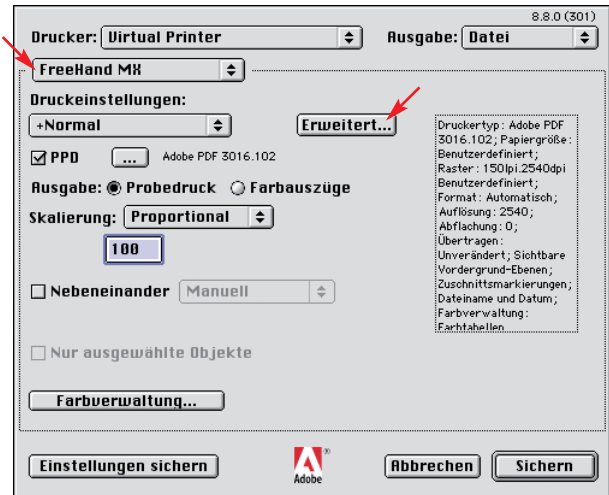 8.8.0 (301)
Drucker: Virtual Printer Ausgabe: Datei
FreeHand MX
Druckeinstellungen:
+Normal Erweitert...
PPD ... Adobe PDF 3016.102
Ausgabe: Probedruck Farbauszüge
Skalierung: Proportional
100
Nebeneinander Manuell
Nur ausgewählte Objekte
Farbverwaltung...
Druckertyp: Adobe PDF
3016.102; Papiergröße:
Benutzerdefiniert;
Raster: 150lpi.2540dpi
Benutzerdefiniert;
Format: Automatisch;
Auflösung: 2540;
Abflachung: 0;
Übertragen:
Unverändert; Sichtbare
Vordergrund-Ebenen;
Zuschnittsmarkierungen;
Dateiname und Datum;
Farbverwaltung:
Farbtabellen
Einstellungen sichern Adobe® Abbrechen Sichern